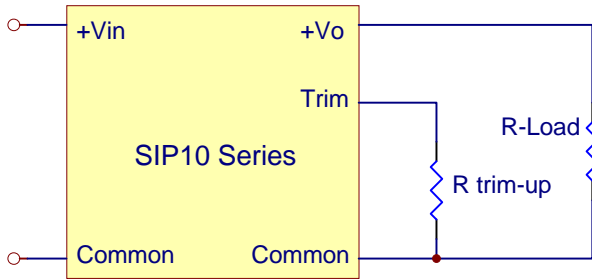 +Vin
+Vo
Trim
R-Load
SIP10 Series
R trim-up
Common
Common